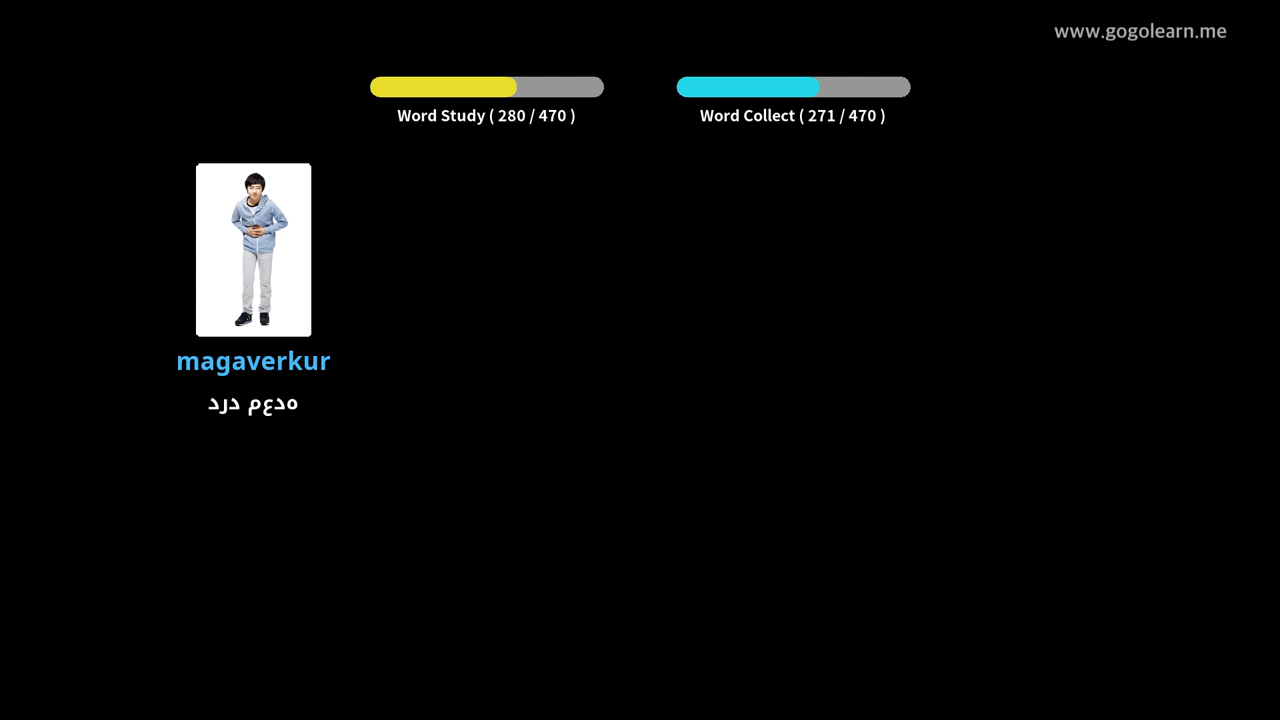 www.gogolearn.me
Word Study ( 280 / 470 )
Word Collect ( 271 / 470 )
magaverkur
درد معده